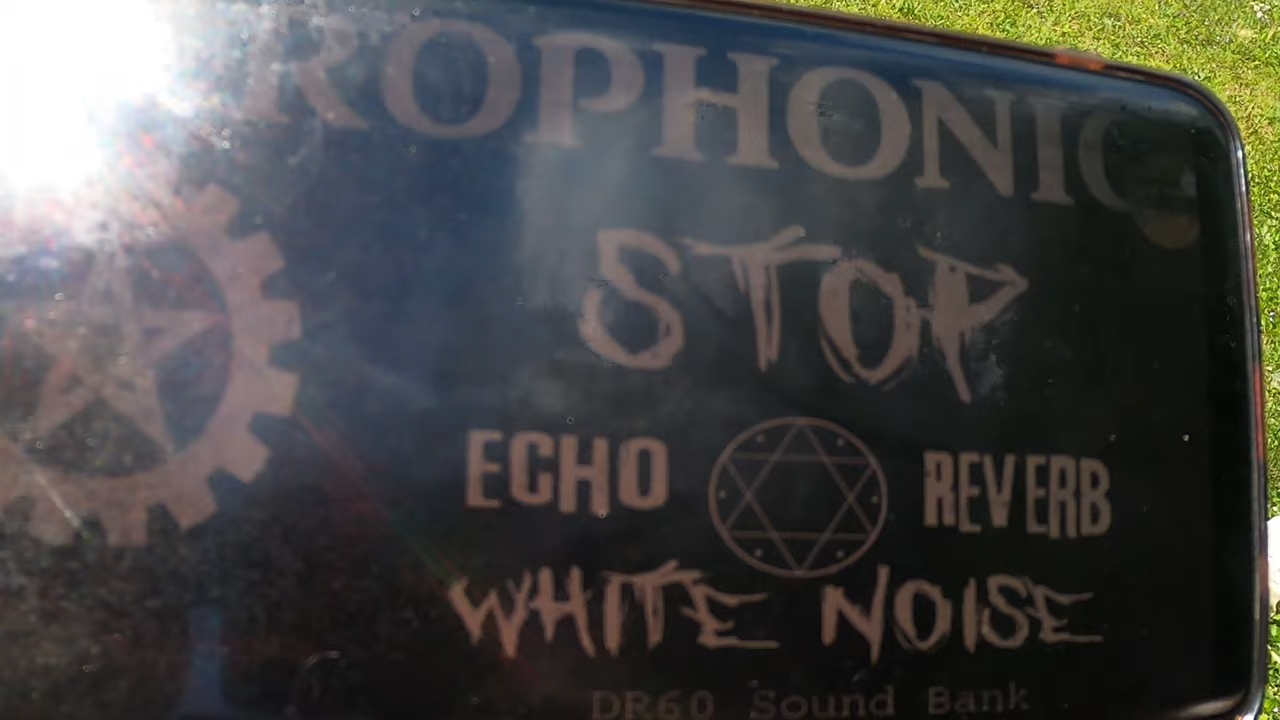 ROPHONIC
STOP
ECHO REVERB
WHITE NOISE
DR60 Sound Bank